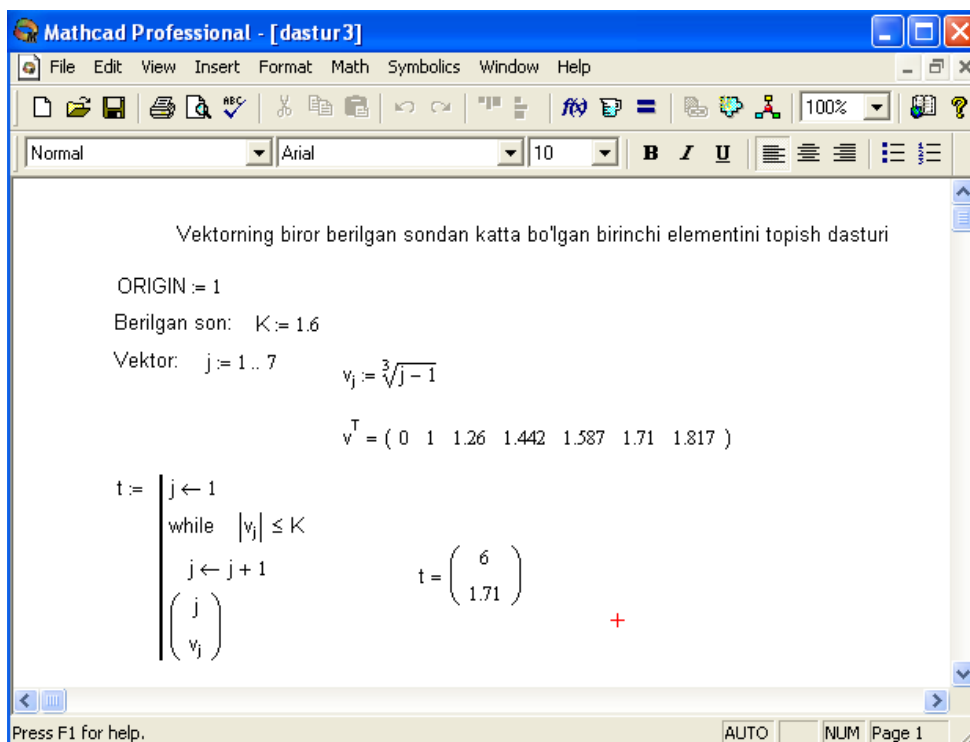 Mathcad Professional - [dastur3]
File Edit View Insert Format Math Symbolics Window Help
ABC f(x) = 100% ?
Normal Arial 10 B I U
Vektorning biror berilgan sondan katta bo'lgan birinchi elementini topish dasturi
ORIGIN := 1
Berilgan son: K := 1.6
Vektor: j := 1 .. 7 vⱼ := ∛(j − 1)
vᵀ = ( 0 1 1.26 1.442 1.587 1.71 1.817 )
t := j ← 1
while |vⱼ| ≤ K
j ← j + 1
( j vⱼ )
t = ( 6 1.71 )
Press F1 for help. AUTO NUM Page 1